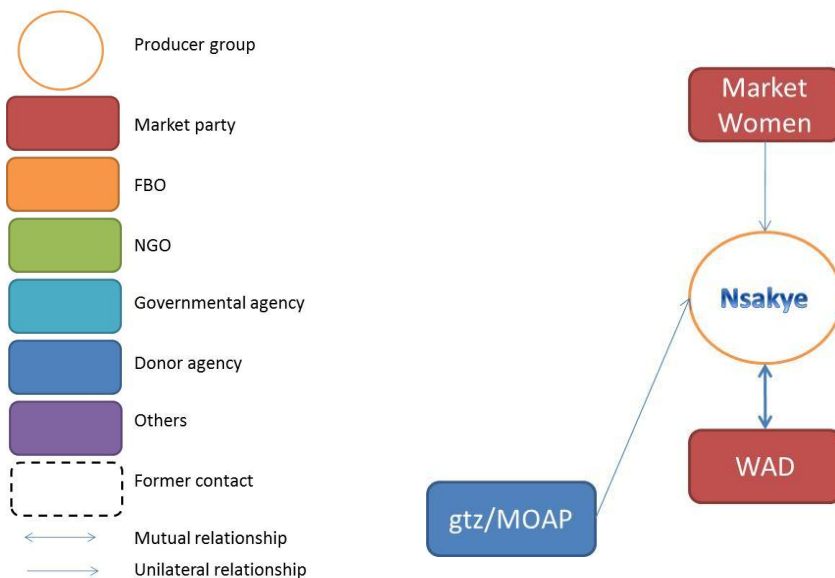 Producer group
Market party
FBO
NGO
Governmental agency
Donor agency
Others
Former contact
Mutual relationship
Unilateral relationship
Market
Women
Nsakye
WAD
gtz/MOAP